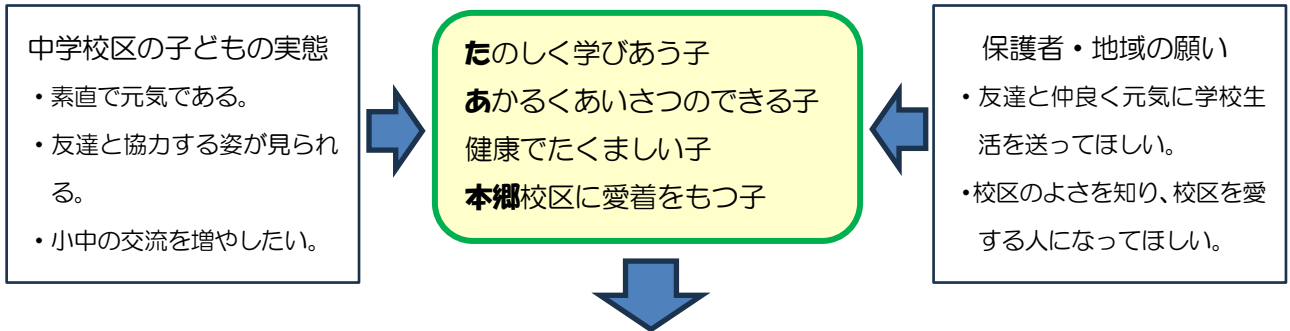 中学校区の子どもの実態
・素直で元気である。
・友達と協力する姿が見られ
る。
・小中の交流を増やしたい。
たのしく学びあう子
あかるくあいさつのできる子
健康でたくましい子
本郷校区に愛着をもつ子
保護者・地域の願い
・友達と仲良く元気に学校生
活を送ってほしい。
・校区のよさを知り、校区を愛
する人になってほしい。